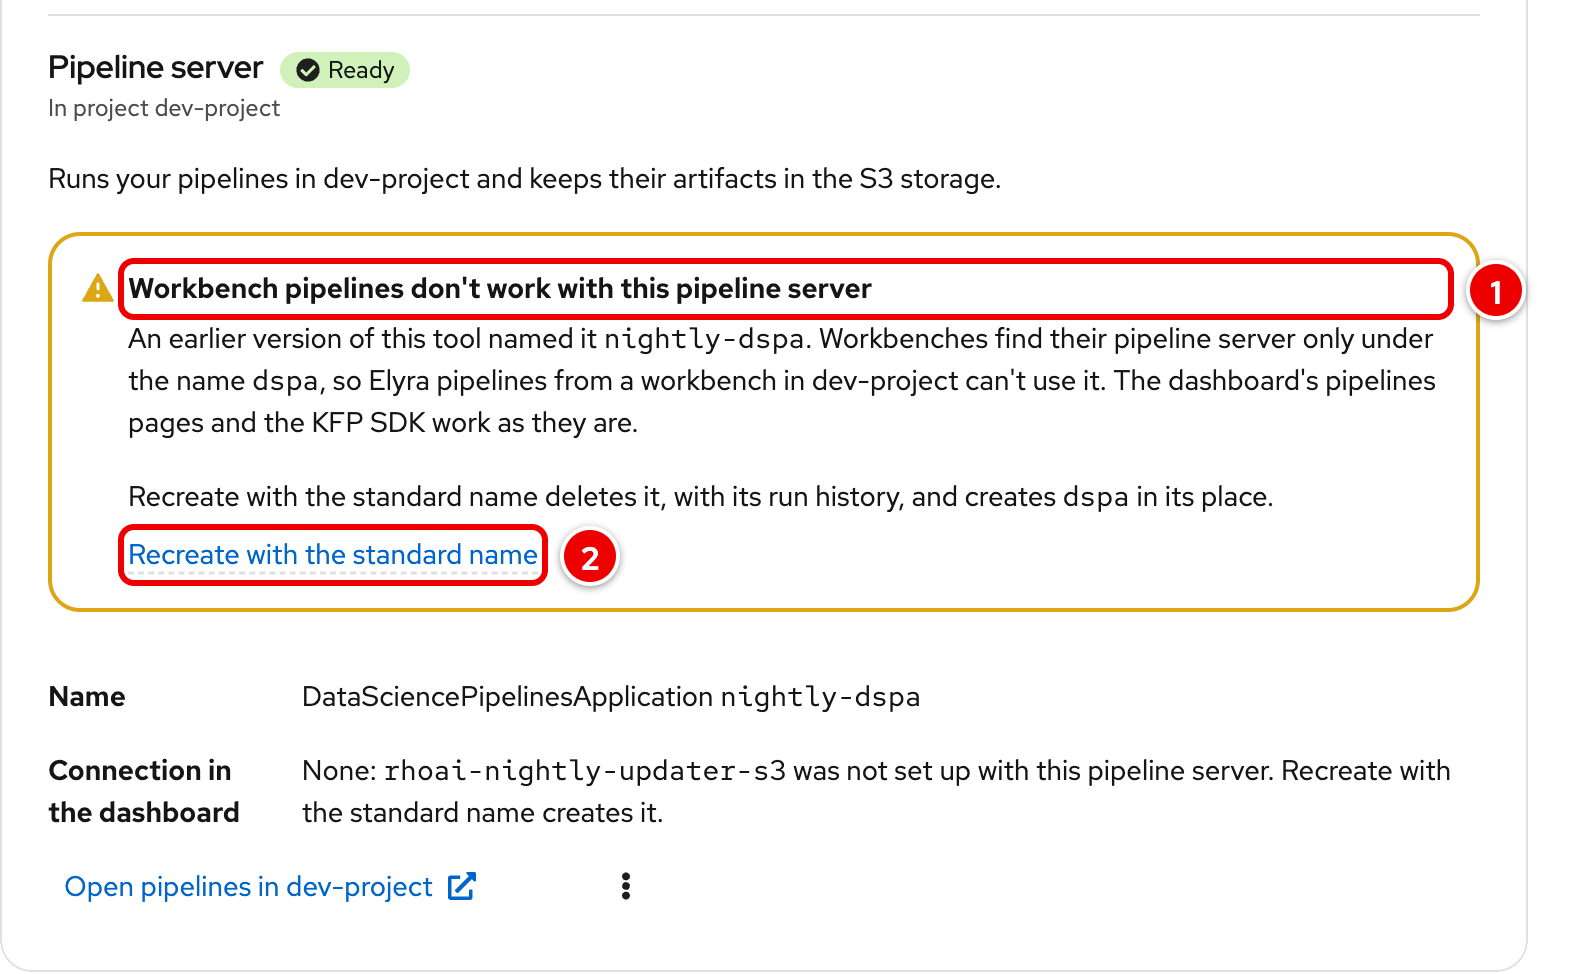 Pipeline server
Ready
In project dev-project
Runs your pipelines in dev-project and keeps their artifacts in the S3 storage.
Workbench pipelines don't work with this pipeline server
1
An earlier version of this tool named it nightly-dspa. Workbenches find their pipeline server only under
the name dspa, so Elyra pipelines from a workbench in dev-project can't use it. The dashboard's pipelines
pages and the KFP SDK work as they are.
Recreate with the standard name deletes it, with its run history, and creates dspa in its place.
Recreate with the standard name
2
Name
DataSciencePipelinesApplication nightly-dspa
Connection in
the dashboard
None: rhoai-nightly-updater-s3 was not set up with this pipeline server. Recreate with
the standard name creates it.
Open pipelines in dev-project